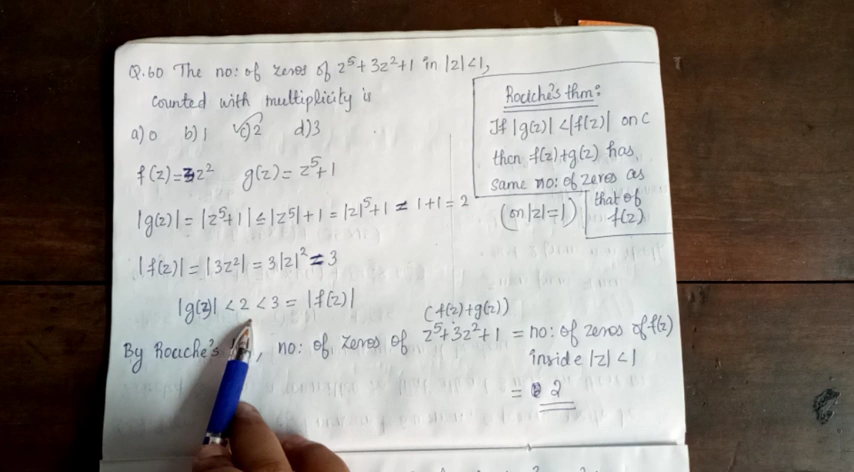 Q.60 The no: of zeros of z⁵+3z²+1 in |z|<1,
counted with multiplicity is
a) 0 b) 1 c) 2 d) 3
f(z)=3z² g(z)= z⁵+1
|g(z)| = |z⁵+1| ≤ |z⁵|+1 = |z|⁵+1 = 1+1 = 2 (on |z|=1)
|f(z)| = |3z²| = 3|z|² = 3
|g(z)| < 2 < 3 = |f(z)|
(f(z)+g(z))
By Rouche's , no: of zeros of z⁵+3z²+1 = no: of zeros of f(z)
inside |z|<1
= 2
Rouche's thm:
If |g(z)| < |f(z)| on C
then f(z)+g(z) has
same no: of zeros as
that of
f(z)